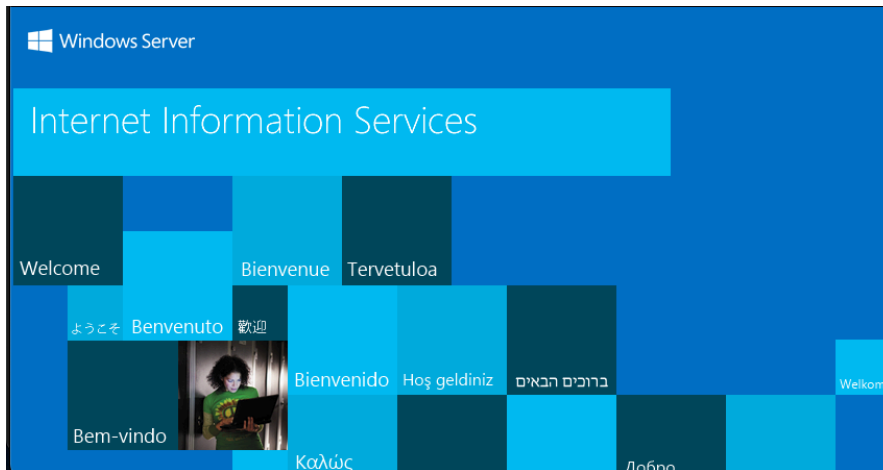 Windows Server
Internet Information Services
Welcome
Bienvenue
Tervetuloa
ようこそ
Benvenuto
歡迎
Bienvenido
Hoş geldiniz
ברוכים הבאים
Welkom
Bem-vindo
Καλώς
Добро